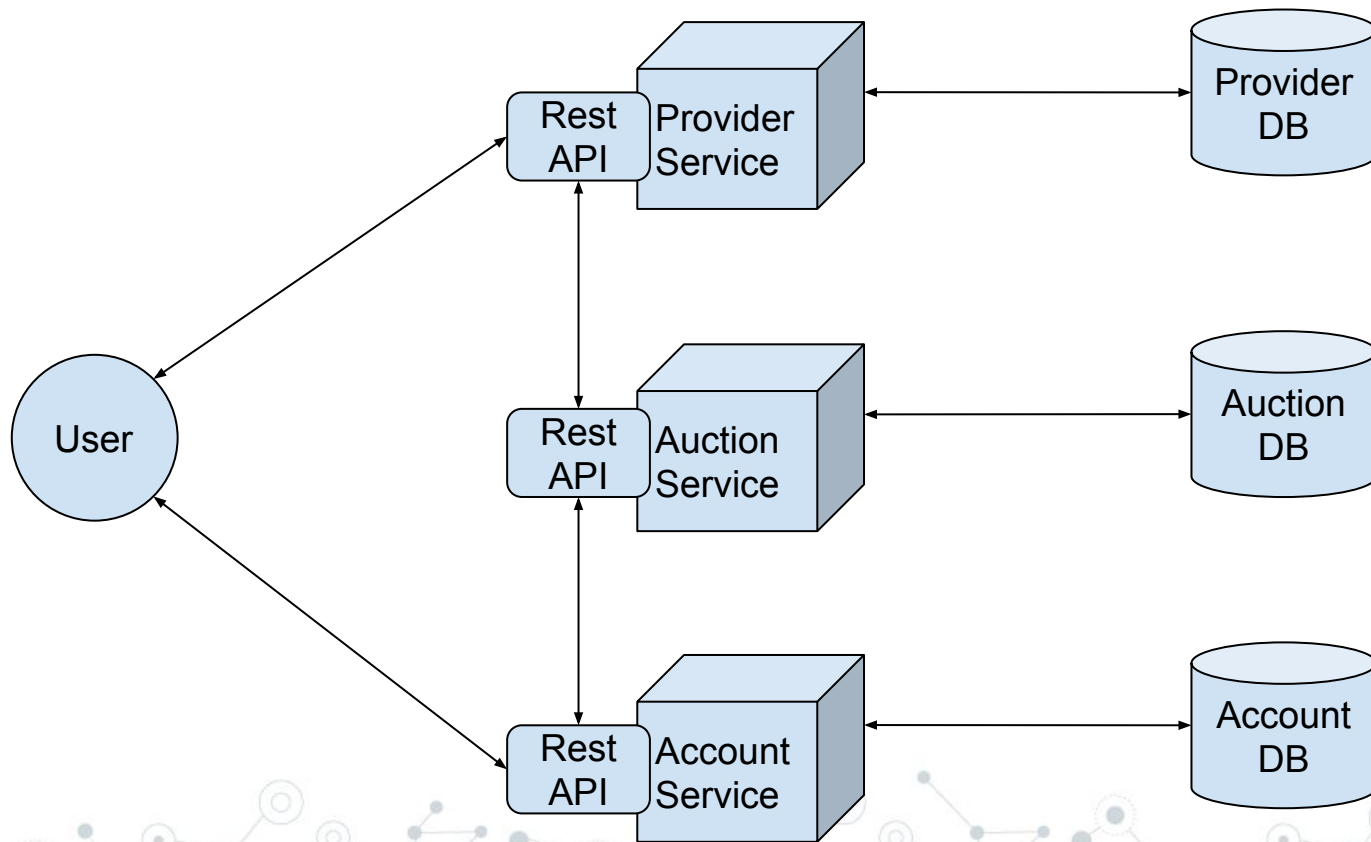 Rest
API
Provider
Service
Provider
DB
User
Rest
API
Auction
Service
Auction
DB
Rest
API
Account
Service
Account
DB